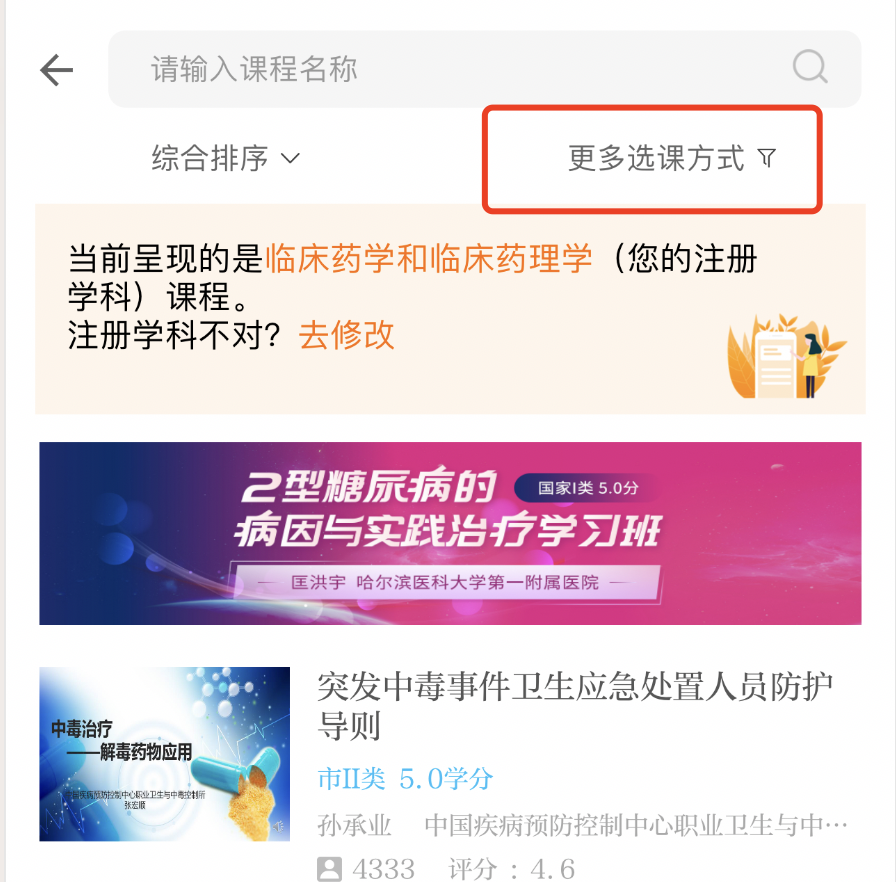 请输入课程名称
综合排序
更多选课方式
当前呈现的是临床药学和临床药理学（您的注册
学科）课程。
注册学科不对？去修改
2型糖尿病的
国家I类 5.0分
病因与实践治疗学习班
匡洪宇 哈尔滨医科大学第一附属医院
中毒治疗
——解毒药物应用
中国疾病预防控制中心职业卫生与中毒控制所
张宏顺
突发中毒事件卫生应急处置人员防护
导则
市II类 5.0学分
孙承业 中国疾病预防控制中心职业卫生与中…
4333 评分：4.6